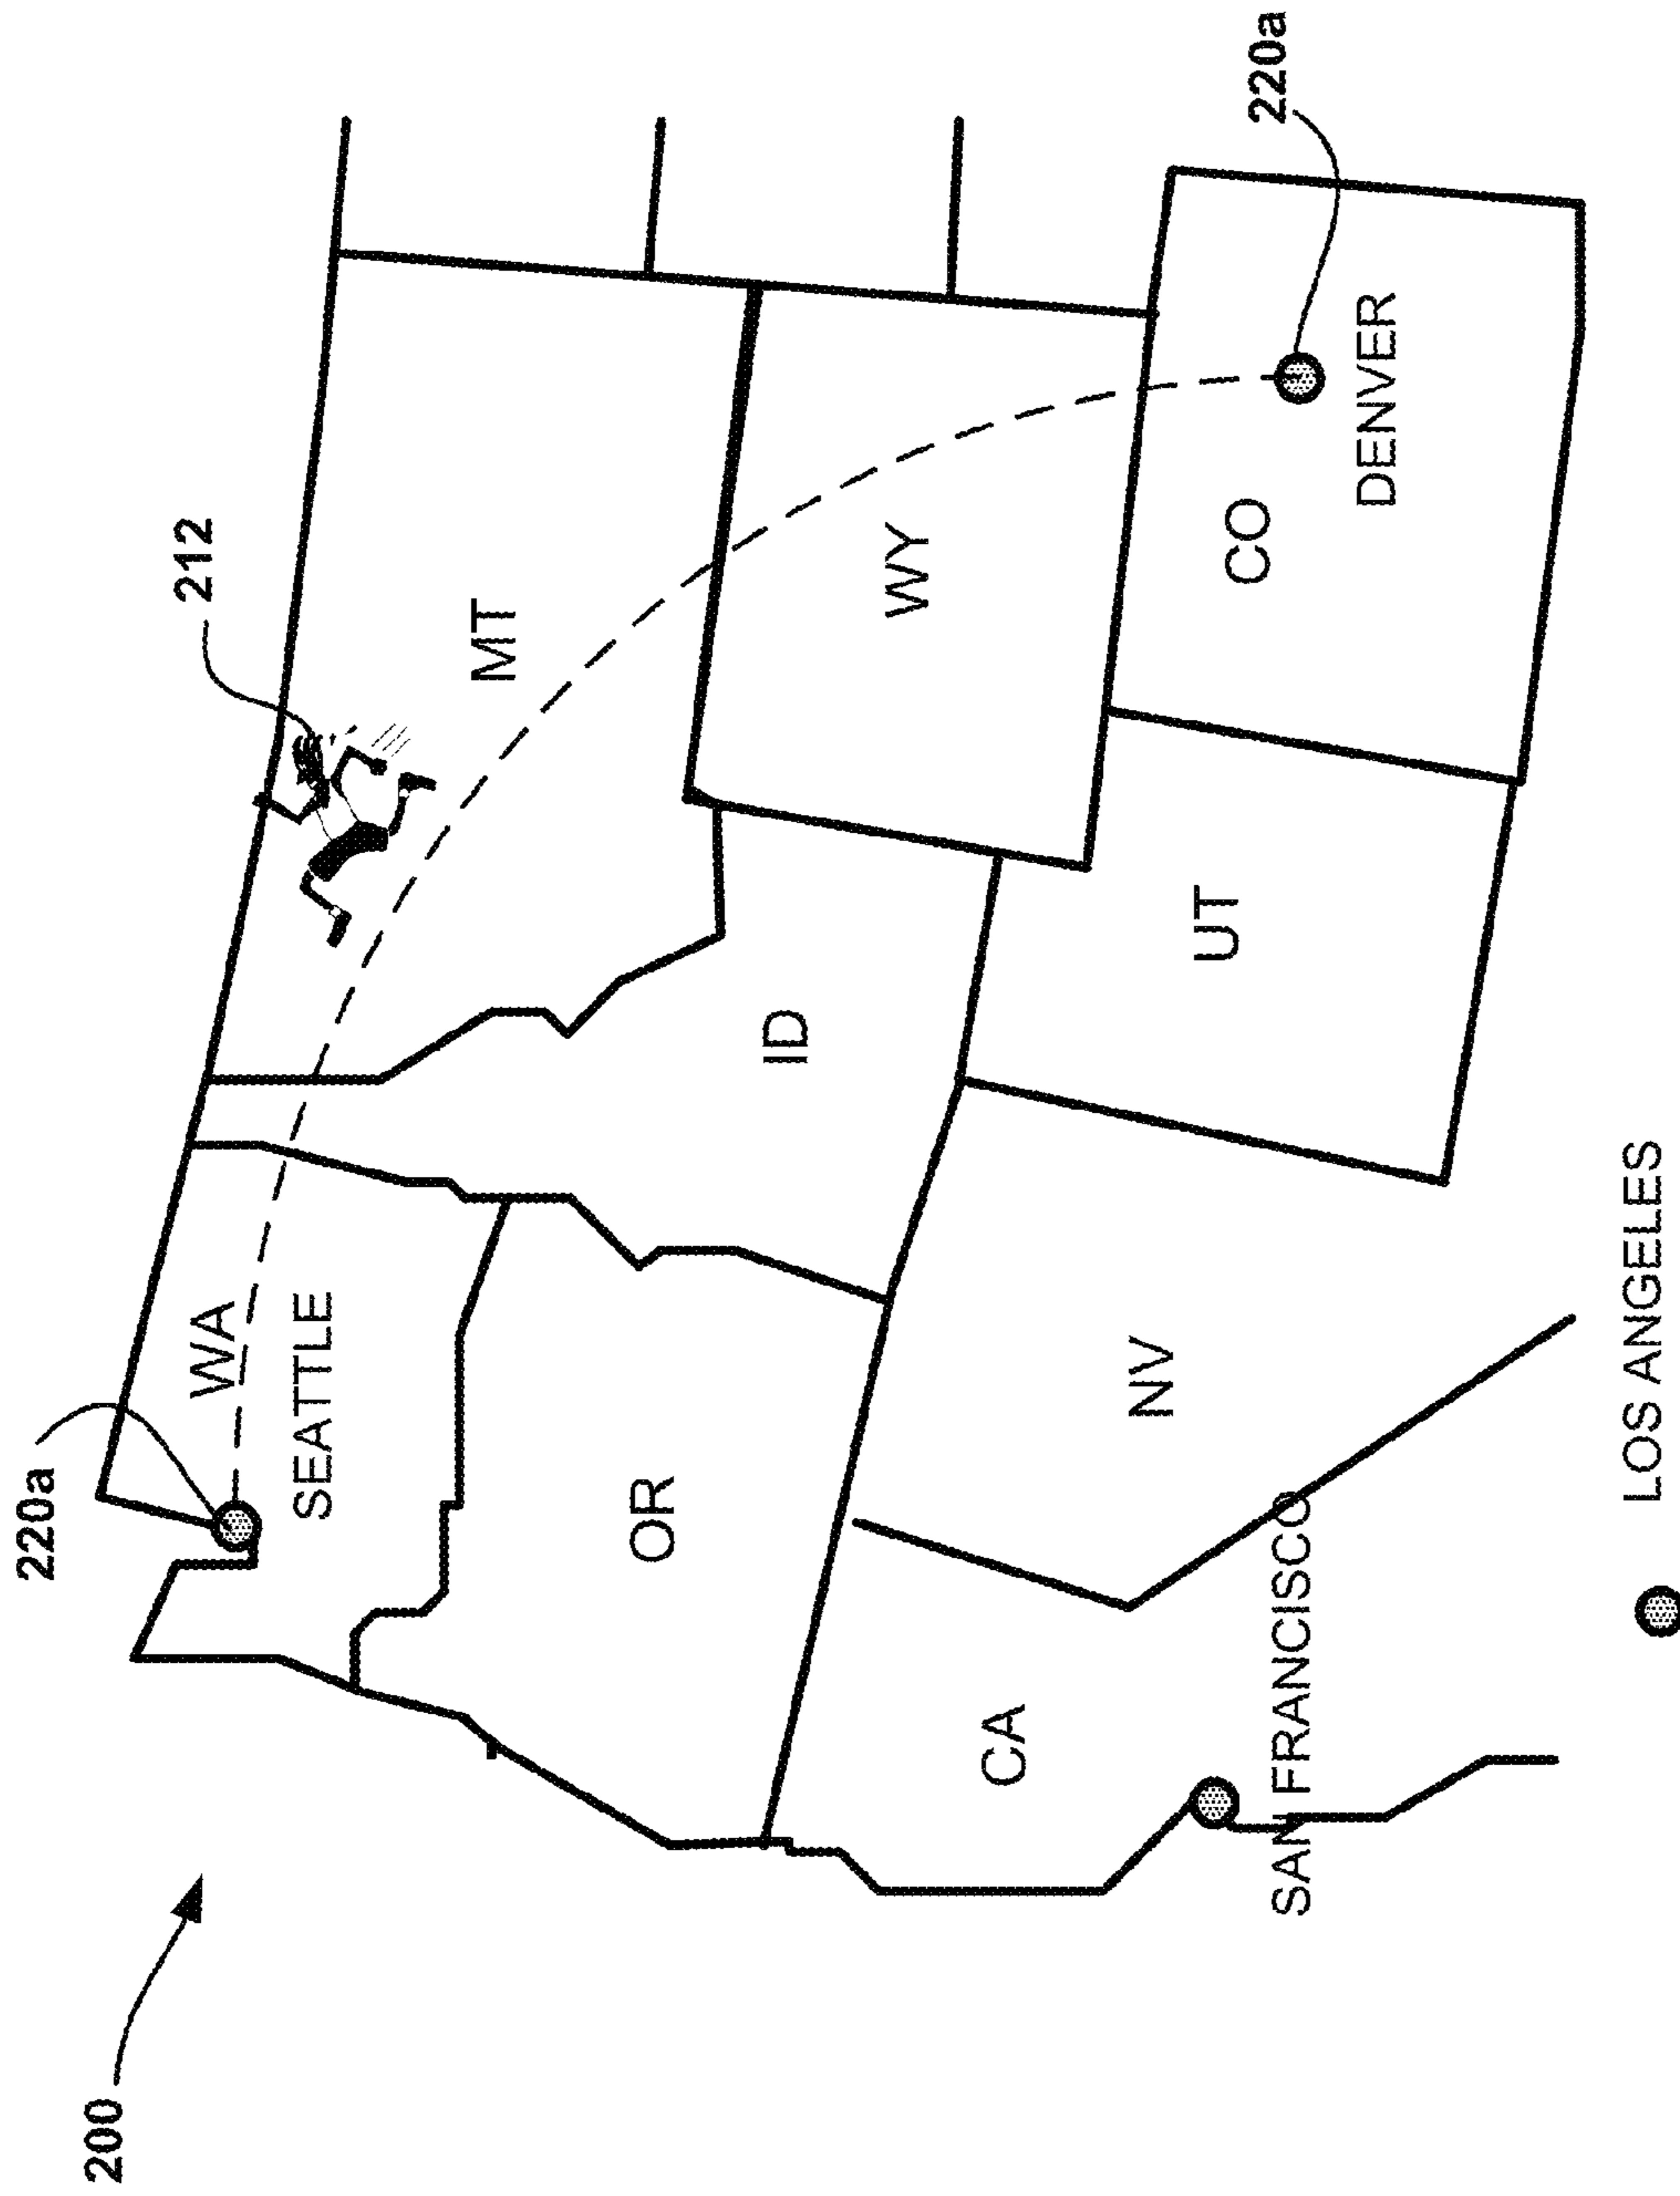 220a
200
212
WA
SEATTLE
MT
OR
ID
WY
CA
NV
UT
CO
220a
SAN FRANCISCO
DENVER
LOS ANGELES